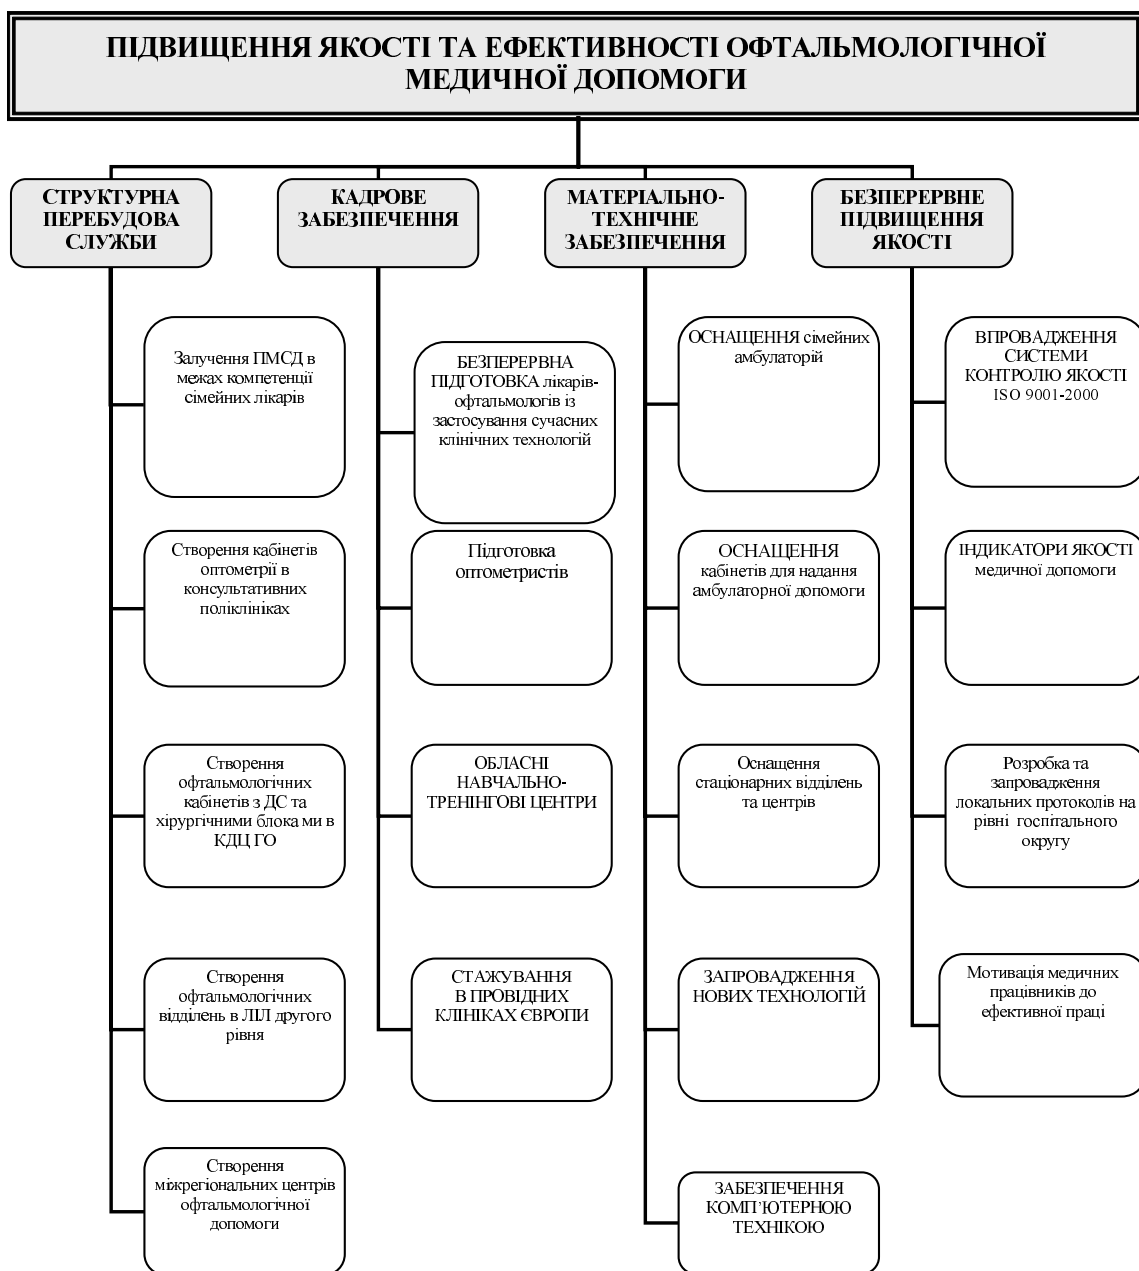 ПІДВИЩЕННЯ ЯКОСТІ ТА ЕФЕКТИВНОСТІ ОФТАЛЬМОЛОГІЧНОЇ
МЕДИЧНОЇ ДОПОМОГИ
СТРУКТУРНА
ПЕРЕБУДОВА
СЛУЖБИ
Залучення ПМСД в
межах компетенції
сімейних лікарів
Створення кабінетів
оптометрії в
консультативних
поліклініках
Створення
офтальмологічних
кабінетів з ДС та
хірургічними блока ми в
КДЦ ГО
Створення
офтальмологічних
відділень в ЛІЛ другого
рівня
Створення
міжрегіональних центрів
офтальмологічної
допомоги
КАДРОВЕ
ЗАБЕЗПЕЧЕННЯ
БЕЗПЕРЕРВНА
ПІДГОТОВКА лікарів-
офтальмологів із
застосування сучасних
клінічних технологій
Підготовка
оптометристів
ОБЛАСНІ
НАВЧАЛЬНО-
ТРЕНІНГОВІ ЦЕНТРИ
СТАЖУВАННЯ
В ПРОВІДНИХ
КЛІНІКАХ ЄВРОПИ
МАТЕРІАЛЬНО-
ТЕХНІЧНЕ
ЗАБЕЗПЕЧЕННЯ
ОСНАЩЕННЯ сімейних
амбулаторій
ОСНАЩЕННЯ
кабінетів для надання
амбулаторної допомоги
Оснащення
стаціонарних відділень
та центрів
ЗАПРОВАДЖЕННЯ
НОВИХ ТЕХНОЛОГІЙ
ЗАБЕЗПЕЧЕННЯ
КОМП’ЮТЕРНОЮ
ТЕХНІКОЮ
БЕЗПЕРЕРВНЕ
ПІДВИЩЕННЯ
ЯКОСТІ
ВПРОВАДЖЕННЯ
СИСТЕМИ
КОНТРОЛЮ ЯКОСТІ
ISO 9001-2000
ІНДИКАТОРИ ЯКОСТІ
медичної допомоги
Розробка та
запровадження
локальних протоколів на
рівні госпітального
округу
Мотивація медичних
працівників до
ефективної праці